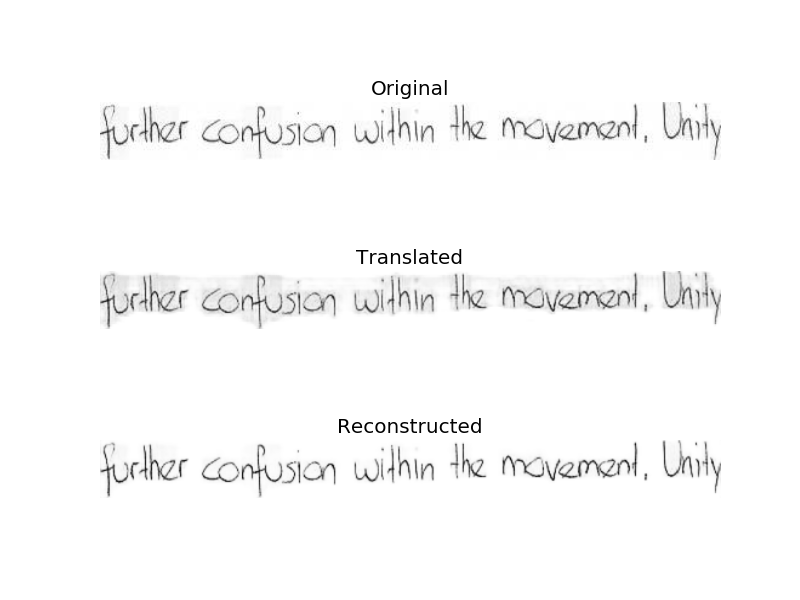 Original
further confusion within the movement. Unity
Translated
further confusion within the movement. Unity
Reconstructed
further confusion within the movement. Unity